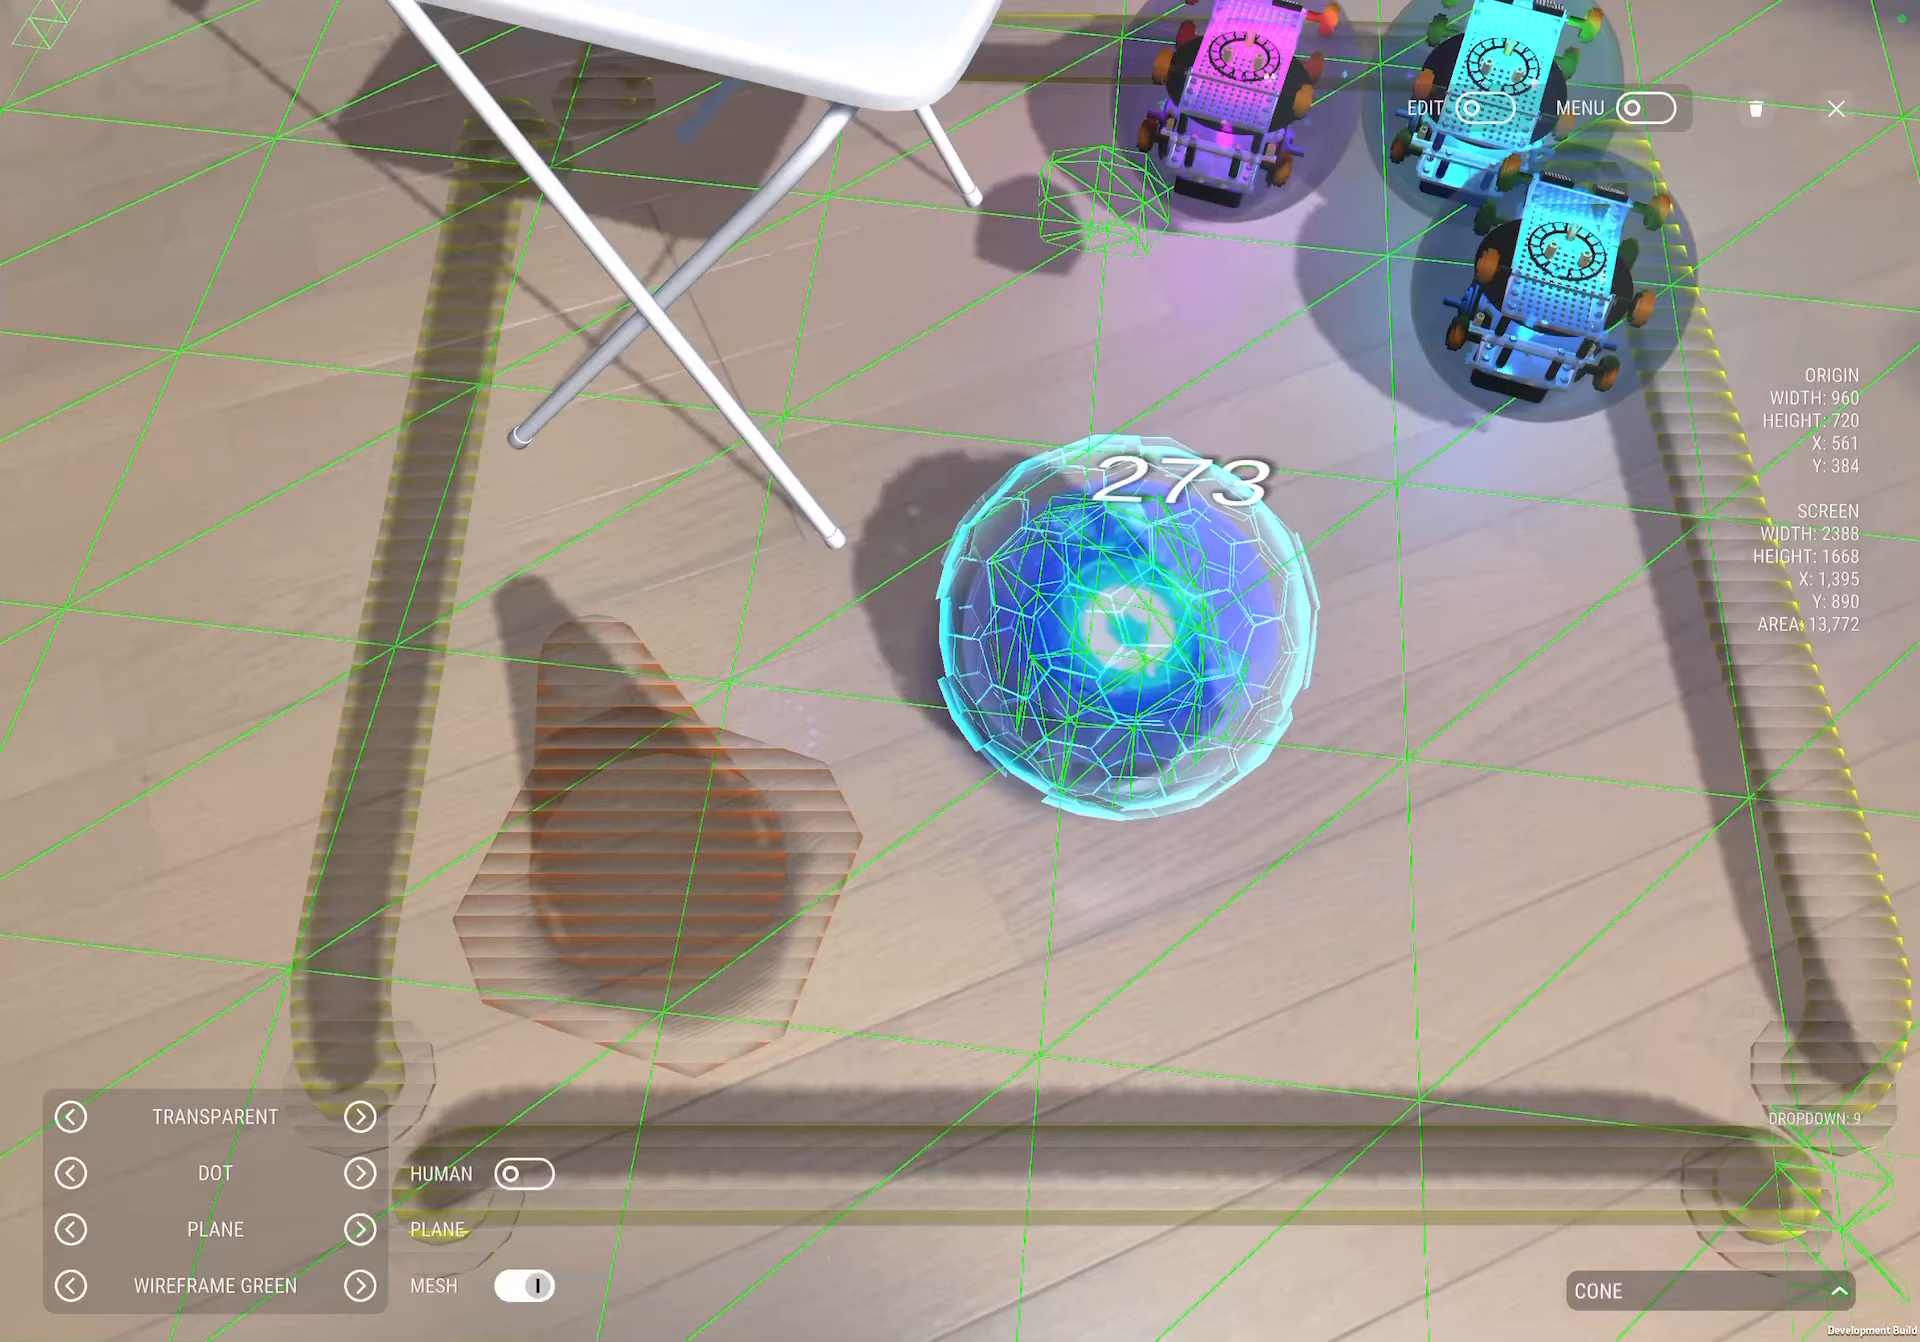 EDIT
MENU
ORIGIN
WIDTH: 960
HEIGHT: 720
X: 561
Y: 384
273
SCREEN
WIDTH: 2388
HEIGHT: 1668
X: 1,395
Y: 890
AREA: 13,772
TRANSPARENT
DROPDOWN: 9
DOT
HUMAN
PLANE
PLANE
WIREFRAME GREEN
MESH
CONE
Development Build